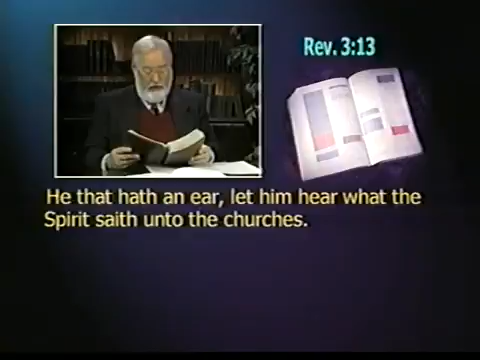 Rev. 3:13
He that hath an ear, let him hear what the
Spirit saith unto the churches.